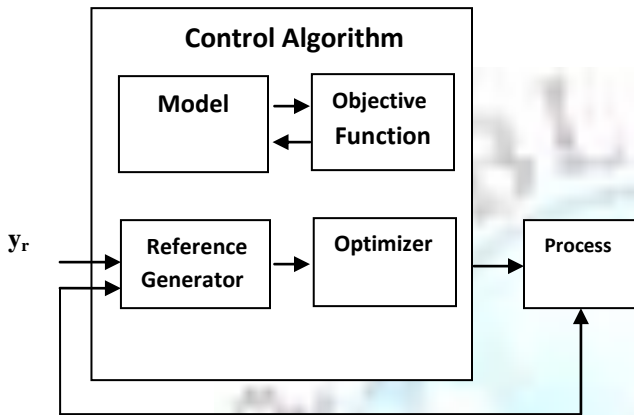 Control Algorithm
Model
Objective
Function
yr
Reference
Generator
Optimizer
Process